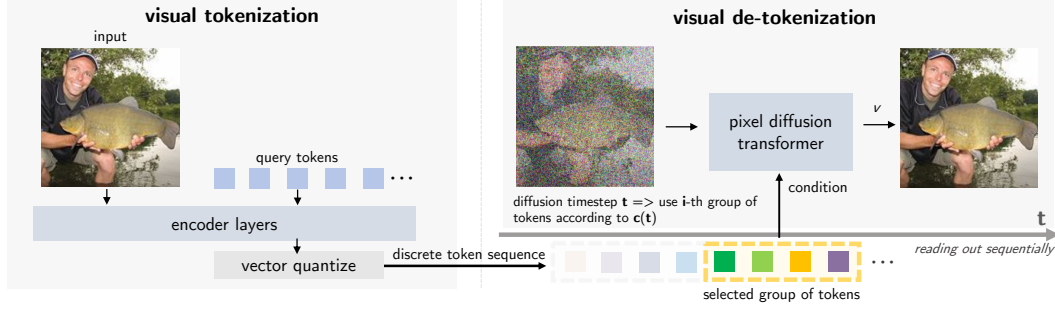 visual tokenization
input
query tokens
...
encoder layers
vector quantize
discrete token sequence
visual de-tokenization
pixel diffusion
transformer
v
condition
diffusion timestep t => use i-th group of
tokens according to c(t)
t
reading out sequentially
...
selected group of tokens